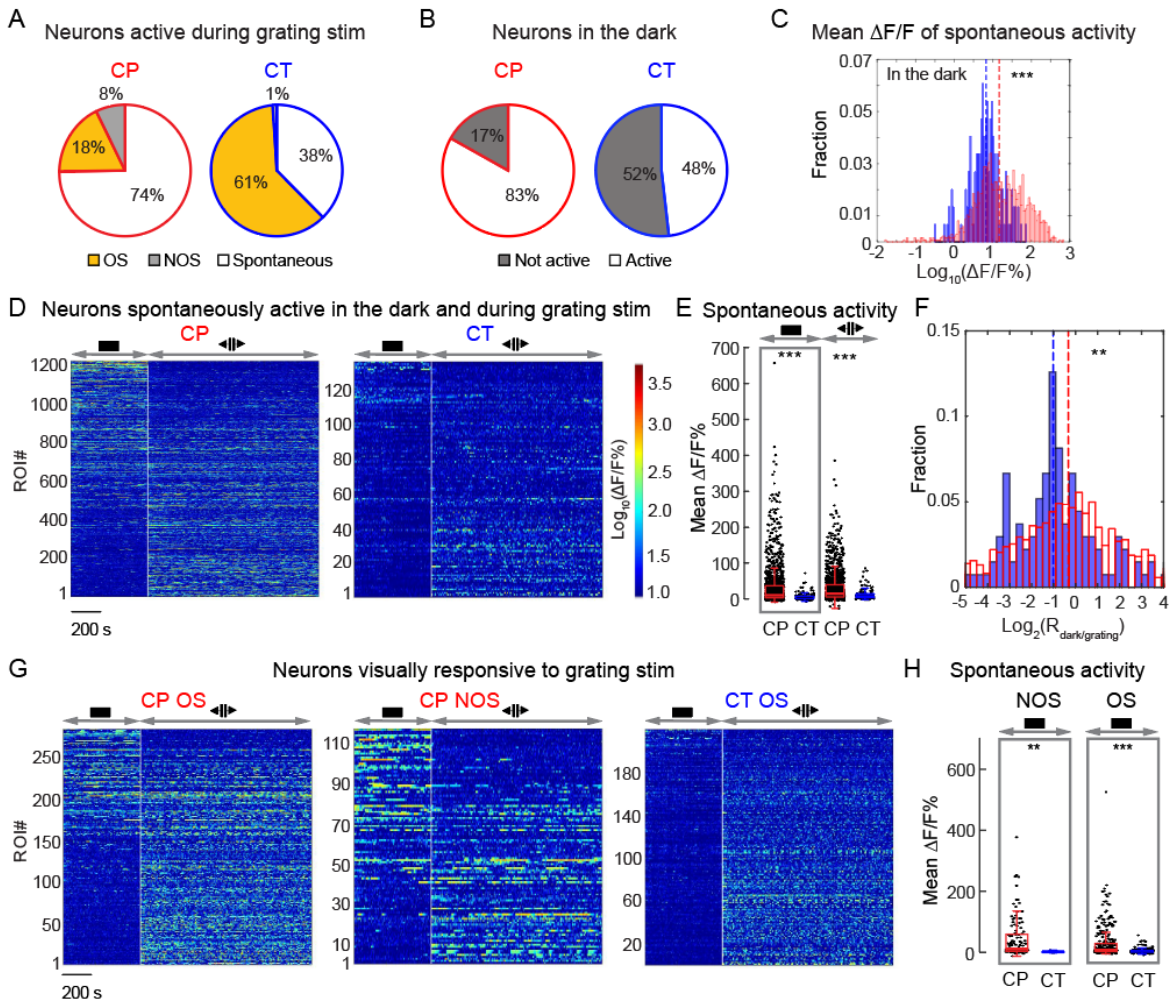 A
Neurons active during grating stim
CP
CT
8%
18%
74%
1%
61%
38%
OS
NOS
Spontaneous
B
Neurons in the dark
CP
CT
17%
83%
52%
48%
Not active
Active
C
Mean ΔF/F of spontaneous activity
In the dark
***
0.07
0.05
0.03
0.01
0
Fraction
-2 -1 0 1 2 3
Log10(ΔF/F%)
D
Neurons spontaneously active in the dark and during grating stim
CP
CT
ROI#
1200
1000
800
600
400
200
1
200 s
120
100
80
60
40
20
1
3.5
3.0
2.5
2.0
1.5
1.0
Log10(ΔF/F%)
E
Spontaneous activity
*** ***
Mean ΔF/F%
700
600
500
400
300
200
100
0
CP CT CP CT
F
**
0.15
0.1
0.05
0
Fraction
-5 -4 -3 -2 -1 0 1 2 3 4
Log2(Rdark/grating)
G
Neurons visually responsive to grating stim
CP OS
CP NOS
CT OS
ROI#
250
200
150
100
50
1
200 s
110
90
70
50
30
10
1
180
140
100
60
20
H
Spontaneous activity
NOS OS
** ***
Mean ΔF/F%
600
400
200
0
CP CT CP CT